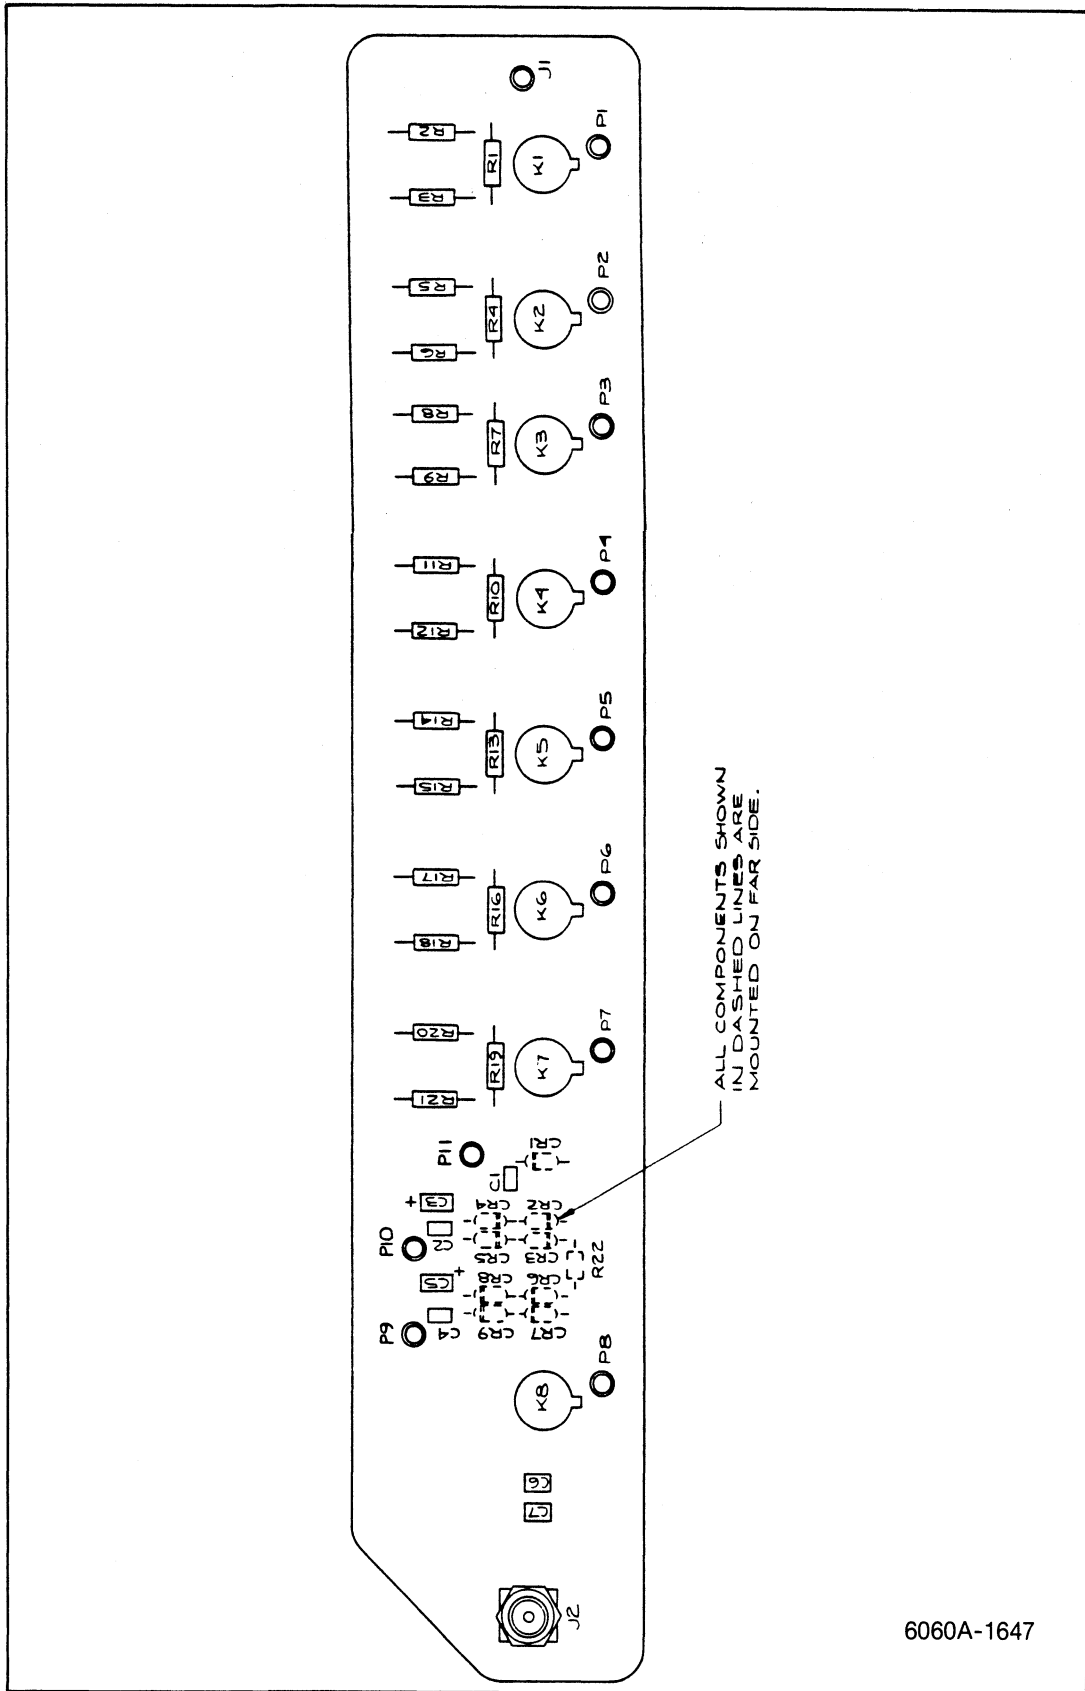 J1
R2
R1
K1
P1
R3
P2
R5
R4
K2
R6
P3
R8
R7
K3
R9
P4
R11
R10
K4
R12
P5
R14
R13
K5
R15
P6
R17
R16
K6
R18
P7
R20
R19
K7
R21
ALL COMPONENTS SHOWN
IN DASHED LINES ARE
MOUNTED ON FAR SIDE.
P11
CR1
C1
+
C3
CR4
CR2
P10
C2
CR5
CR3
R22
C5
+
CR8
CR6
P9
C4
CR9
CR7
P8
K8
C6
C7
J2
6060A-1647